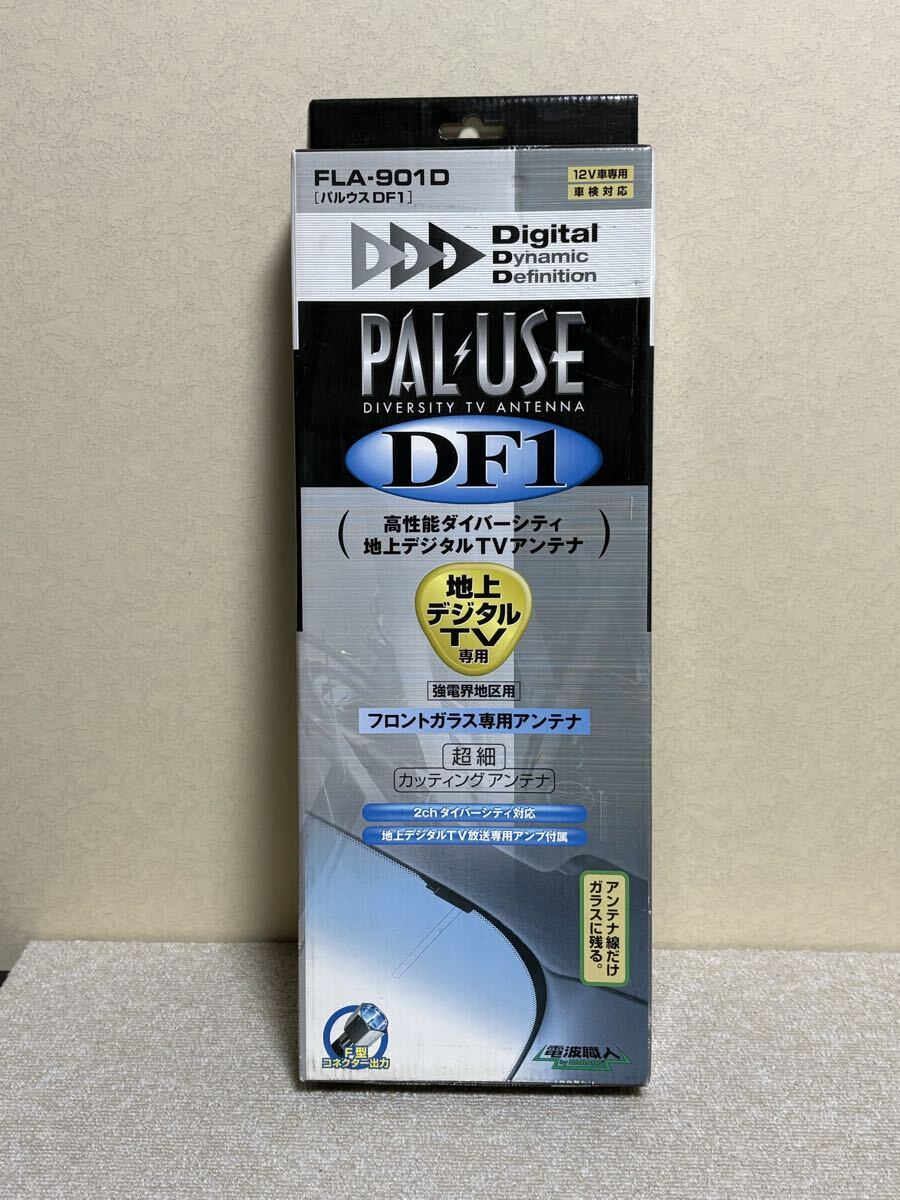 FLA-901D
[パルウスDF1]
12V車専用
車検対応
DDD
Digital
Dynamic
Definition
PAL USE
DIVERSITY TV ANTENNA
DF1
高性能ダイバーシティ
地上デジタルTVアンテナ
地上
デジタル
TV
専用
強電界地区用
フロントガラス専用アンテナ
超細
カッティングアンテナ
2chダイバーシティ対応
地上デジタルTV放送専用アンプ付属
アンテナ線だけ
ガラスに残る。
F型
コネクター出力
電波職人